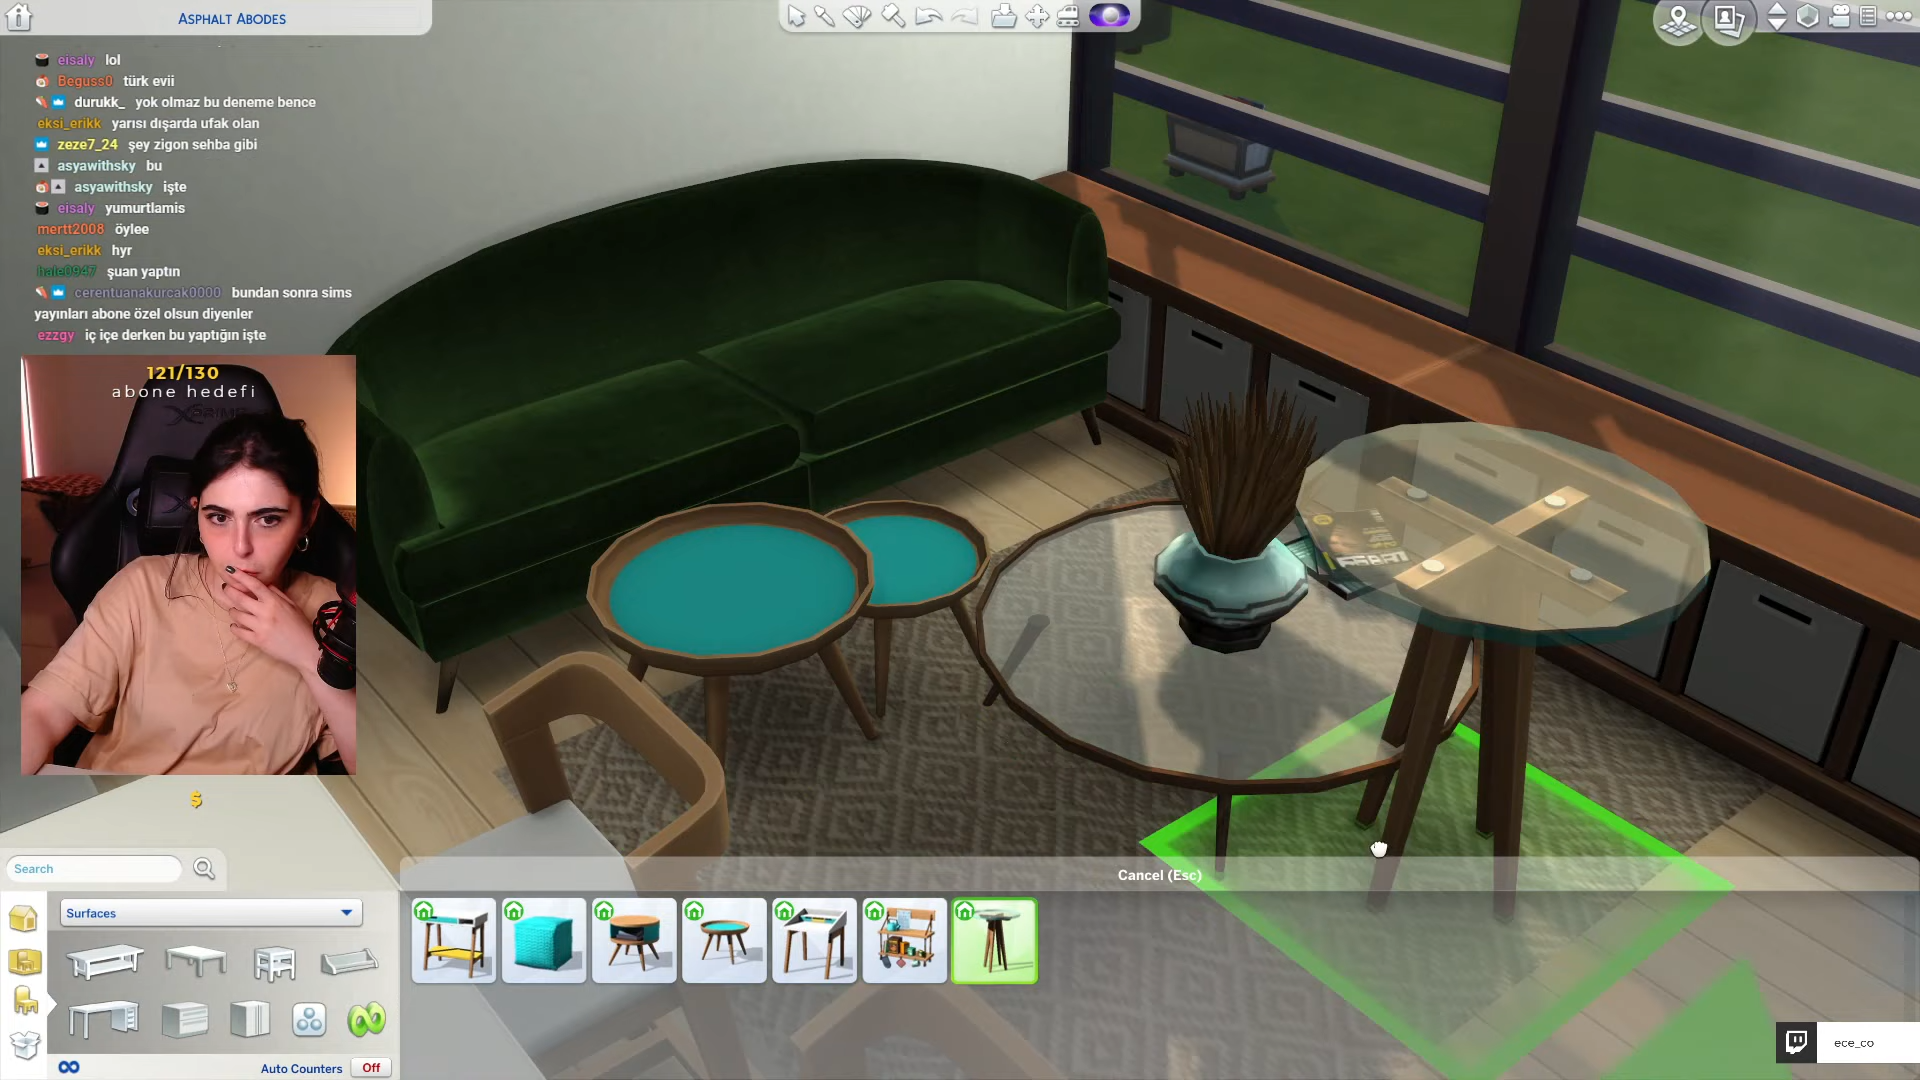 ASPHALT ABODES
eisaly lol
Beguss0 türk evii
durukk_ yok olmaz bu deneme bence
eksi_erikk yarısı dışarda ufak olan
zeze7_24 şey zigon sehba gibi
asyawithsky bu
asyawithsky işte
eisaly yumurtlamis
mertt2008 öylee
eksi_erikk hyr
hale0947 şuan yaptın
cerentuanakurcak0000 bundan sonra sims
yayınları abone özel olsun diyenler
ezzgy iç içe derken bu yaptığın işte
121/130
abone hedefi
Search
Cancel (Esc)
Surfaces
Auto Counters Off
ece_co